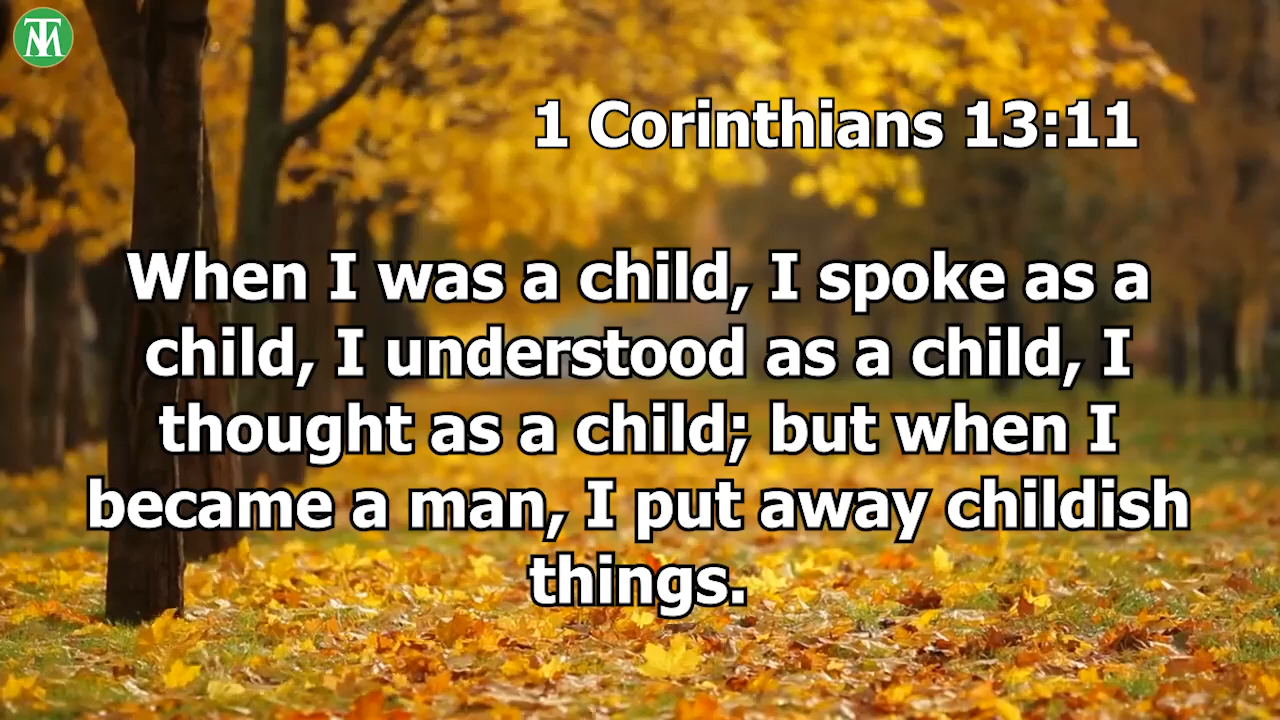 TM
1 Corinthians 13:11
When I was a child, I spoke as a
child, I understood as a child, I
thought as a child; but when I
became a man, I put away childish
things.